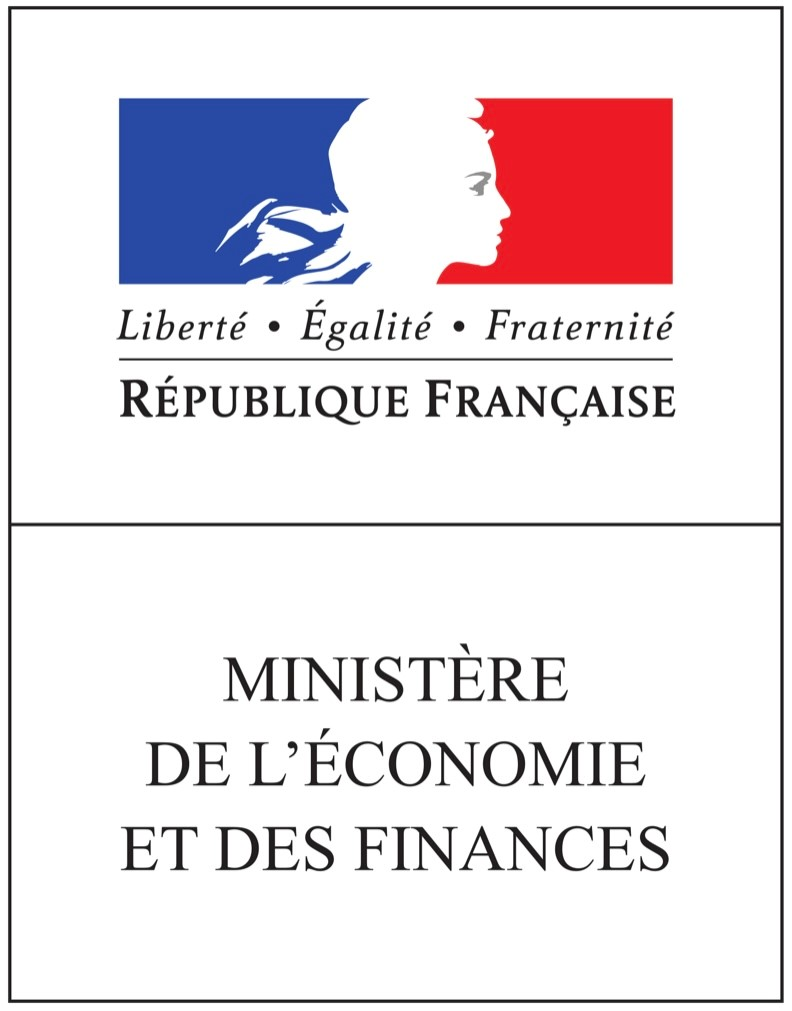 Liberté • Égalité • Fraternité
RÉPUBLIQUE FRANÇAISE
MINISTÈRE
DE L’ÉCONOMIE
ET DES FINANCES